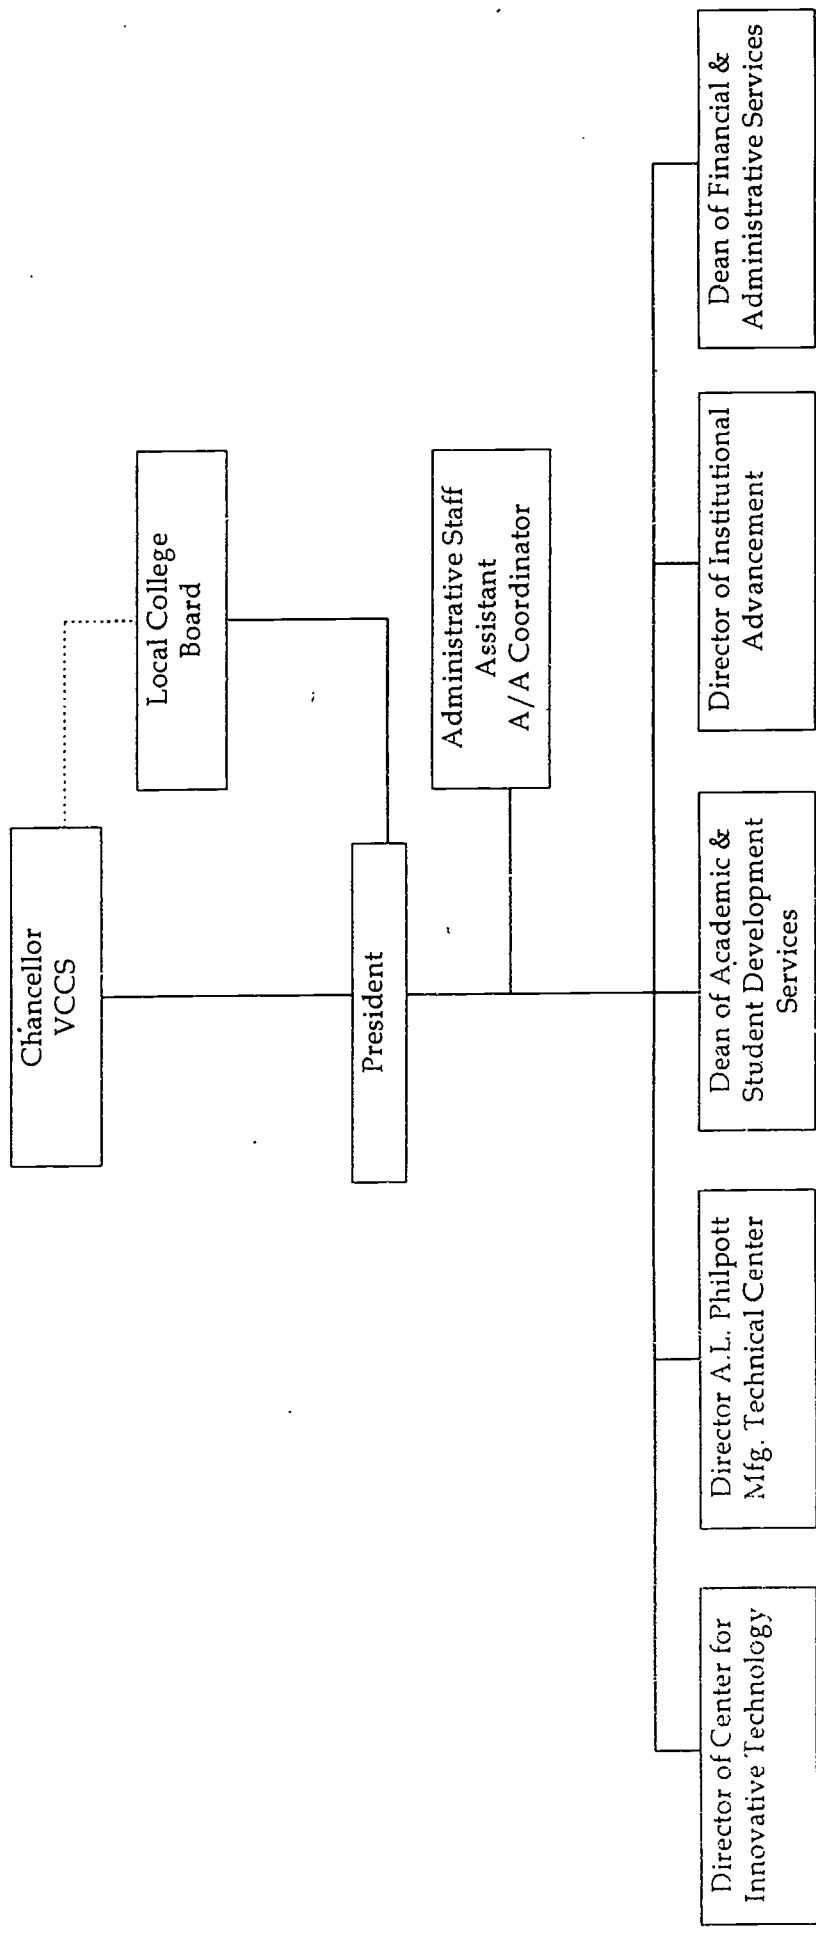 Chancellor
VCCS
Local College
Board
President
Administrative Staff
Assistant
A/A Coordinator
Director of Center for
Innovative Technology
Director A.L. Philpott
Mfg. Technical Center
Dean of Academic &
Student Development
Services
Director of Institutional
Advancement
Dean of Financial &
Administrative Services